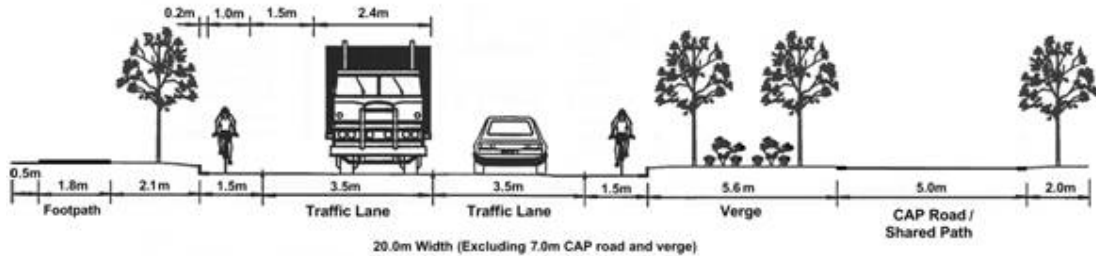 0.2m 1.0m 1.5m 2.4m
0.5m 1.8m 2.1m 1.5m 3.5m 3.5m 1.5m 5.6m 5.0m 2.0m
Footpath Traffic Lane Traffic Lane Verge CAP Road /
Shared Path
20.0m Width (Excluding 7.0m CAP road and verge)